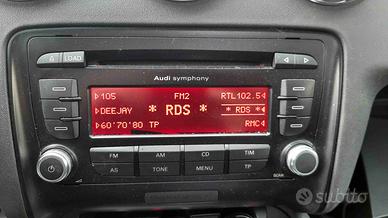 LOAD
Audi symphony
105 FM2 RTL102.5
DEEJAY * RDS * * RDS *
60'70'80 TP RMC
FM AM CD TIM
SCAN
AS TONE MENU TP
subito